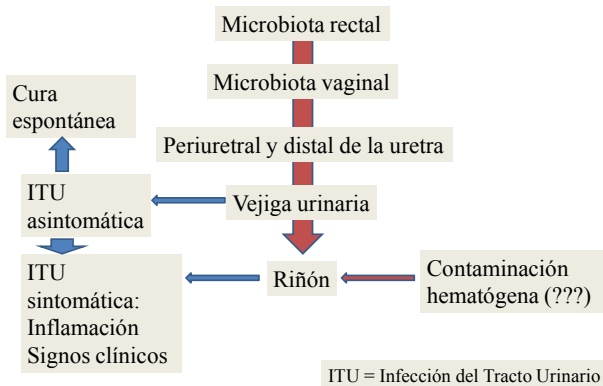 Microbiota rectal
Microbiota vaginal
Cura
espontánea
Periuretral y distal de la uretra
ITU
asintomática
Vejiga urinaria
ITU
sintomática:
Inflamación
Signos clínicos
Riñón
Contaminación
hematógena (???)
ITU = Infección del Tracto Urinario